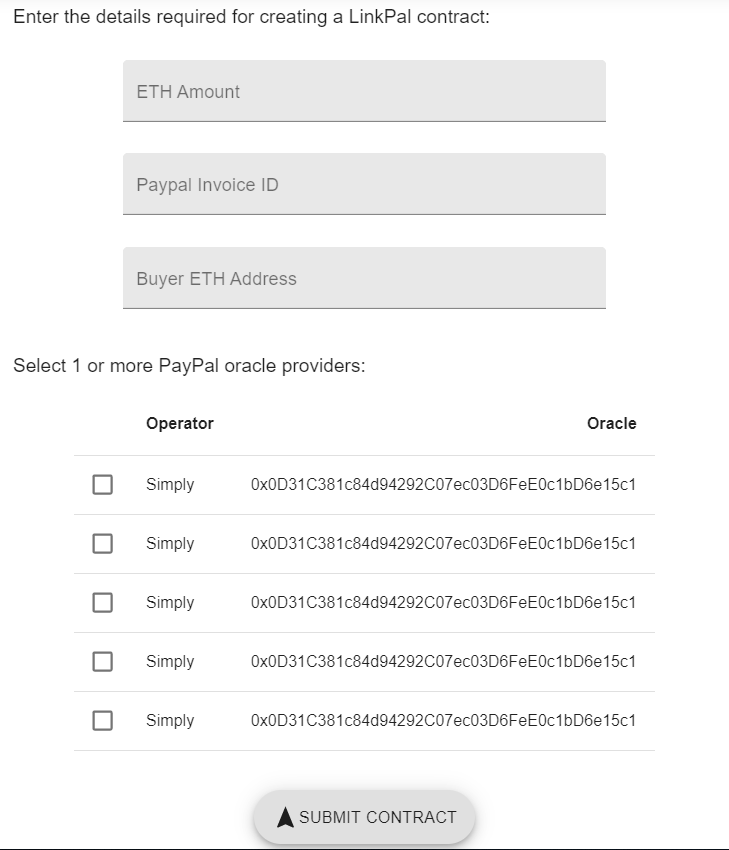 Enter the details required for creating a LinkPal contract:
ETH Amount
Paypal Invoice ID
Buyer ETH Address
Select 1 or more PayPal oracle providers:
Operator Oracle
Simply 0x0D31C381c84d94292C07ec03D6FeE0c1bD6e15c1
Simply 0x0D31C381c84d94292C07ec03D6FeE0c1bD6e15c1
Simply 0x0D31C381c84d94292C07ec03D6FeE0c1bD6e15c1
Simply 0x0D31C381c84d94292C07ec03D6FeE0c1bD6e15c1
Simply 0x0D31C381c84d94292C07ec03D6FeE0c1bD6e15c1
SUBMIT CONTRACT